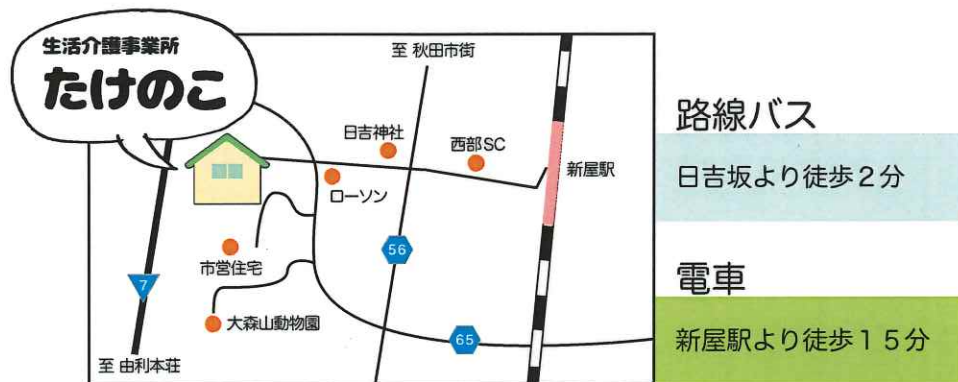 生活介護事業所
たけのこ
至 秋田市街
日吉神社
西部SC
新屋駅
ローソン
56
市営住宅
7
大森山動物園
65
至 由利本荘
路線バス
日吉坂より徒歩2分
電車
新屋駅より徒歩15分